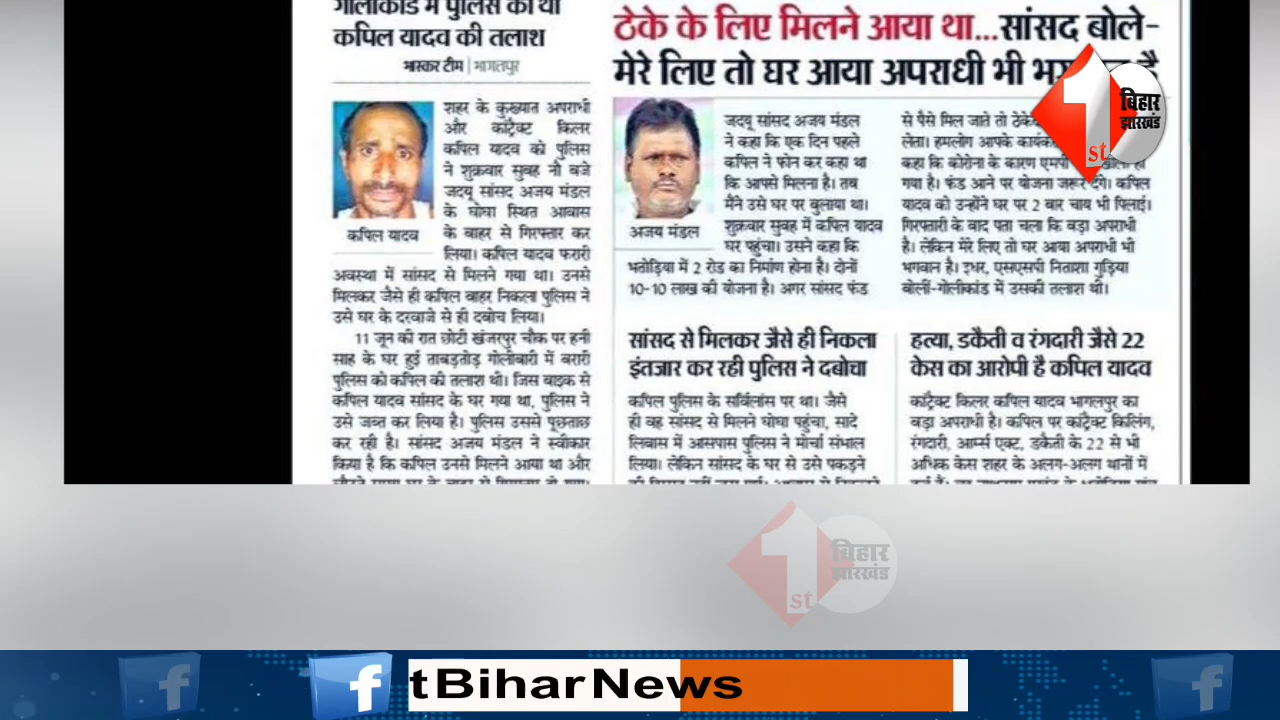 गोलीकांड में पुलिस को थी
कपिल यादव की तलाश
भास्कर टीम | भागलपुर
शहर के कुख्यात अपराधी
और कांट्रैक्ट किलर
कपिल यादव को पुलिस
ने शुक्रवार सुबह नौ बजे
जदयू सांसद अजय मंडल
के घोघा स्थित आवास
के बाहर से गिरफ्तार कर
लिया। कपिल यादव फरारी
कपिल यादव
अवस्था में सांसद से मिलने गया था। उनसे
मिलकर जैसे ही कपिल बाहर निकला पुलिस ने
उसे घर के दरवाजे से ही दबोच लिया।
11 जून की रात छोटी खंजरपुर चौक पर हनी
साह के घर हुई ताबड़तोड़ गोलीबारी में बरारी
पुलिस को कपिल की तलाश थी। जिस बाइक से
कपिल यादव सांसद के घर गया था, पुलिस ने
उसे जब्त कर लिया है। पुलिस उससे पूछताछ
कर रही है। सांसद अजय मंडल ने स्वीकार
किया है कि कपिल उनसे मिलने आया था और
ठेके के लिए मिलने आया था...सांसद बोले-
मेरे लिए तो घर आया अपराधी भी है
जदयू सांसद अजय मंडल
ने कहा कि एक दिन पहले
कपिल ने फोन कर कहा था
कि आपसे मिलना है। तब
मैंने उसे घर पर बुलाया था।
शुक्रवार सुबह में कपिल यादव
घर पहुंचा। उसने कहा कि
अजय मंडल
भतोड़िया में 2 रोड का निर्माण होना है। दोनों
10-10 लाख की योजना है। अगर सांसद फंड
से पैसे मिल जाते तो
लेता। हमलोग आपके
कहा कि कोरोना के कारण
गया है। फंड आने पर योजना जरूर देंगे। कपिल
यादव को उन्होंने घर पर 2 बार चाय भी पिलाई।
गिरफ्तारी के बाद पता चला कि बड़ा अपराधी
है। लेकिन मेरे लिए तो घर आया अपराधी भी
भगवान है। इधर, एसएसपी निताशा गुड़िया
बोलीं-गोलीकांड में उसकी तलाश थी।
सांसद से मिलकर जैसे ही निकला
इंतजार कर रही पुलिस ने दबोचा
कपिल पुलिस के सर्विलांस पर था। जैसे
ही वह सांसद से मिलने घोघा पहुंचा, सादे
लिबास में आसपास पुलिस ने मोर्चा संभाल
लिया। लेकिन सांसद के घर से उसे पकड़ने
हत्या, डकैती व रंगदारी जैसे 22
केस का आरोपी है कपिल यादव
कांट्रैक्ट किलर कपिल यादव भागलपुर का
बड़ा अपराधी है। कपिल पर कांट्रैक्ट किलिंग,
रंगदारी, आर्म्स एक्ट, डकैती के 22 से भी
अधिक केस शहर के अलग-अलग थानों में
1st बिहार
झारखंड
1st बिहार
झारखंड
tBiharNews